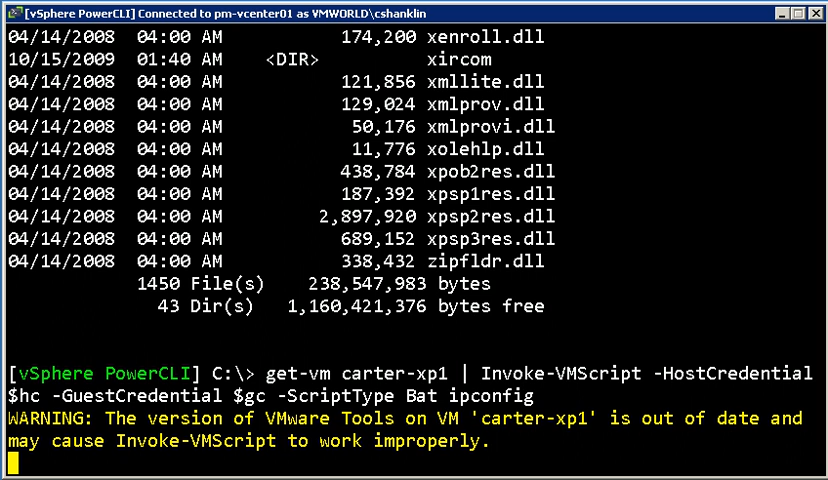 [vSphere PowerCLI] Connected to pm-vcenter01 as VMWORLD\cshanklin
04/14/2008  04:00 AM           174,200 xenroll.dll
10/15/2009  01:40 AM    <DIR>          xircom
04/14/2008  04:00 AM           121,856 xmllite.dll
04/14/2008  04:00 AM           129,024 xmlprov.dll
04/14/2008  04:00 AM            50,176 xmlprovi.dll
04/14/2008  04:00 AM            11,776 xolehlp.dll
04/14/2008  04:00 AM           438,784 xpob2res.dll
04/14/2008  04:00 AM           187,392 xpsp1res.dll
04/14/2008  04:00 AM         2,897,920 xpsp2res.dll
04/14/2008  04:00 AM           689,152 xpsp3res.dll
04/14/2008  04:00 AM           338,432 zipfldr.dll
            1450 File(s)    238,547,983 bytes
              43 Dir(s)  1,160,421,376 bytes free
[vSphere PowerCLI] C:\> get-vm carter-xp1 | Invoke-VMScript -HostCredential
$hc -GuestCredential $gc -ScriptType Bat ipconfig
WARNING: The version of VMware Tools on VM 'carter-xp1' is out of date and
may cause Invoke-VMScript to work improperly.